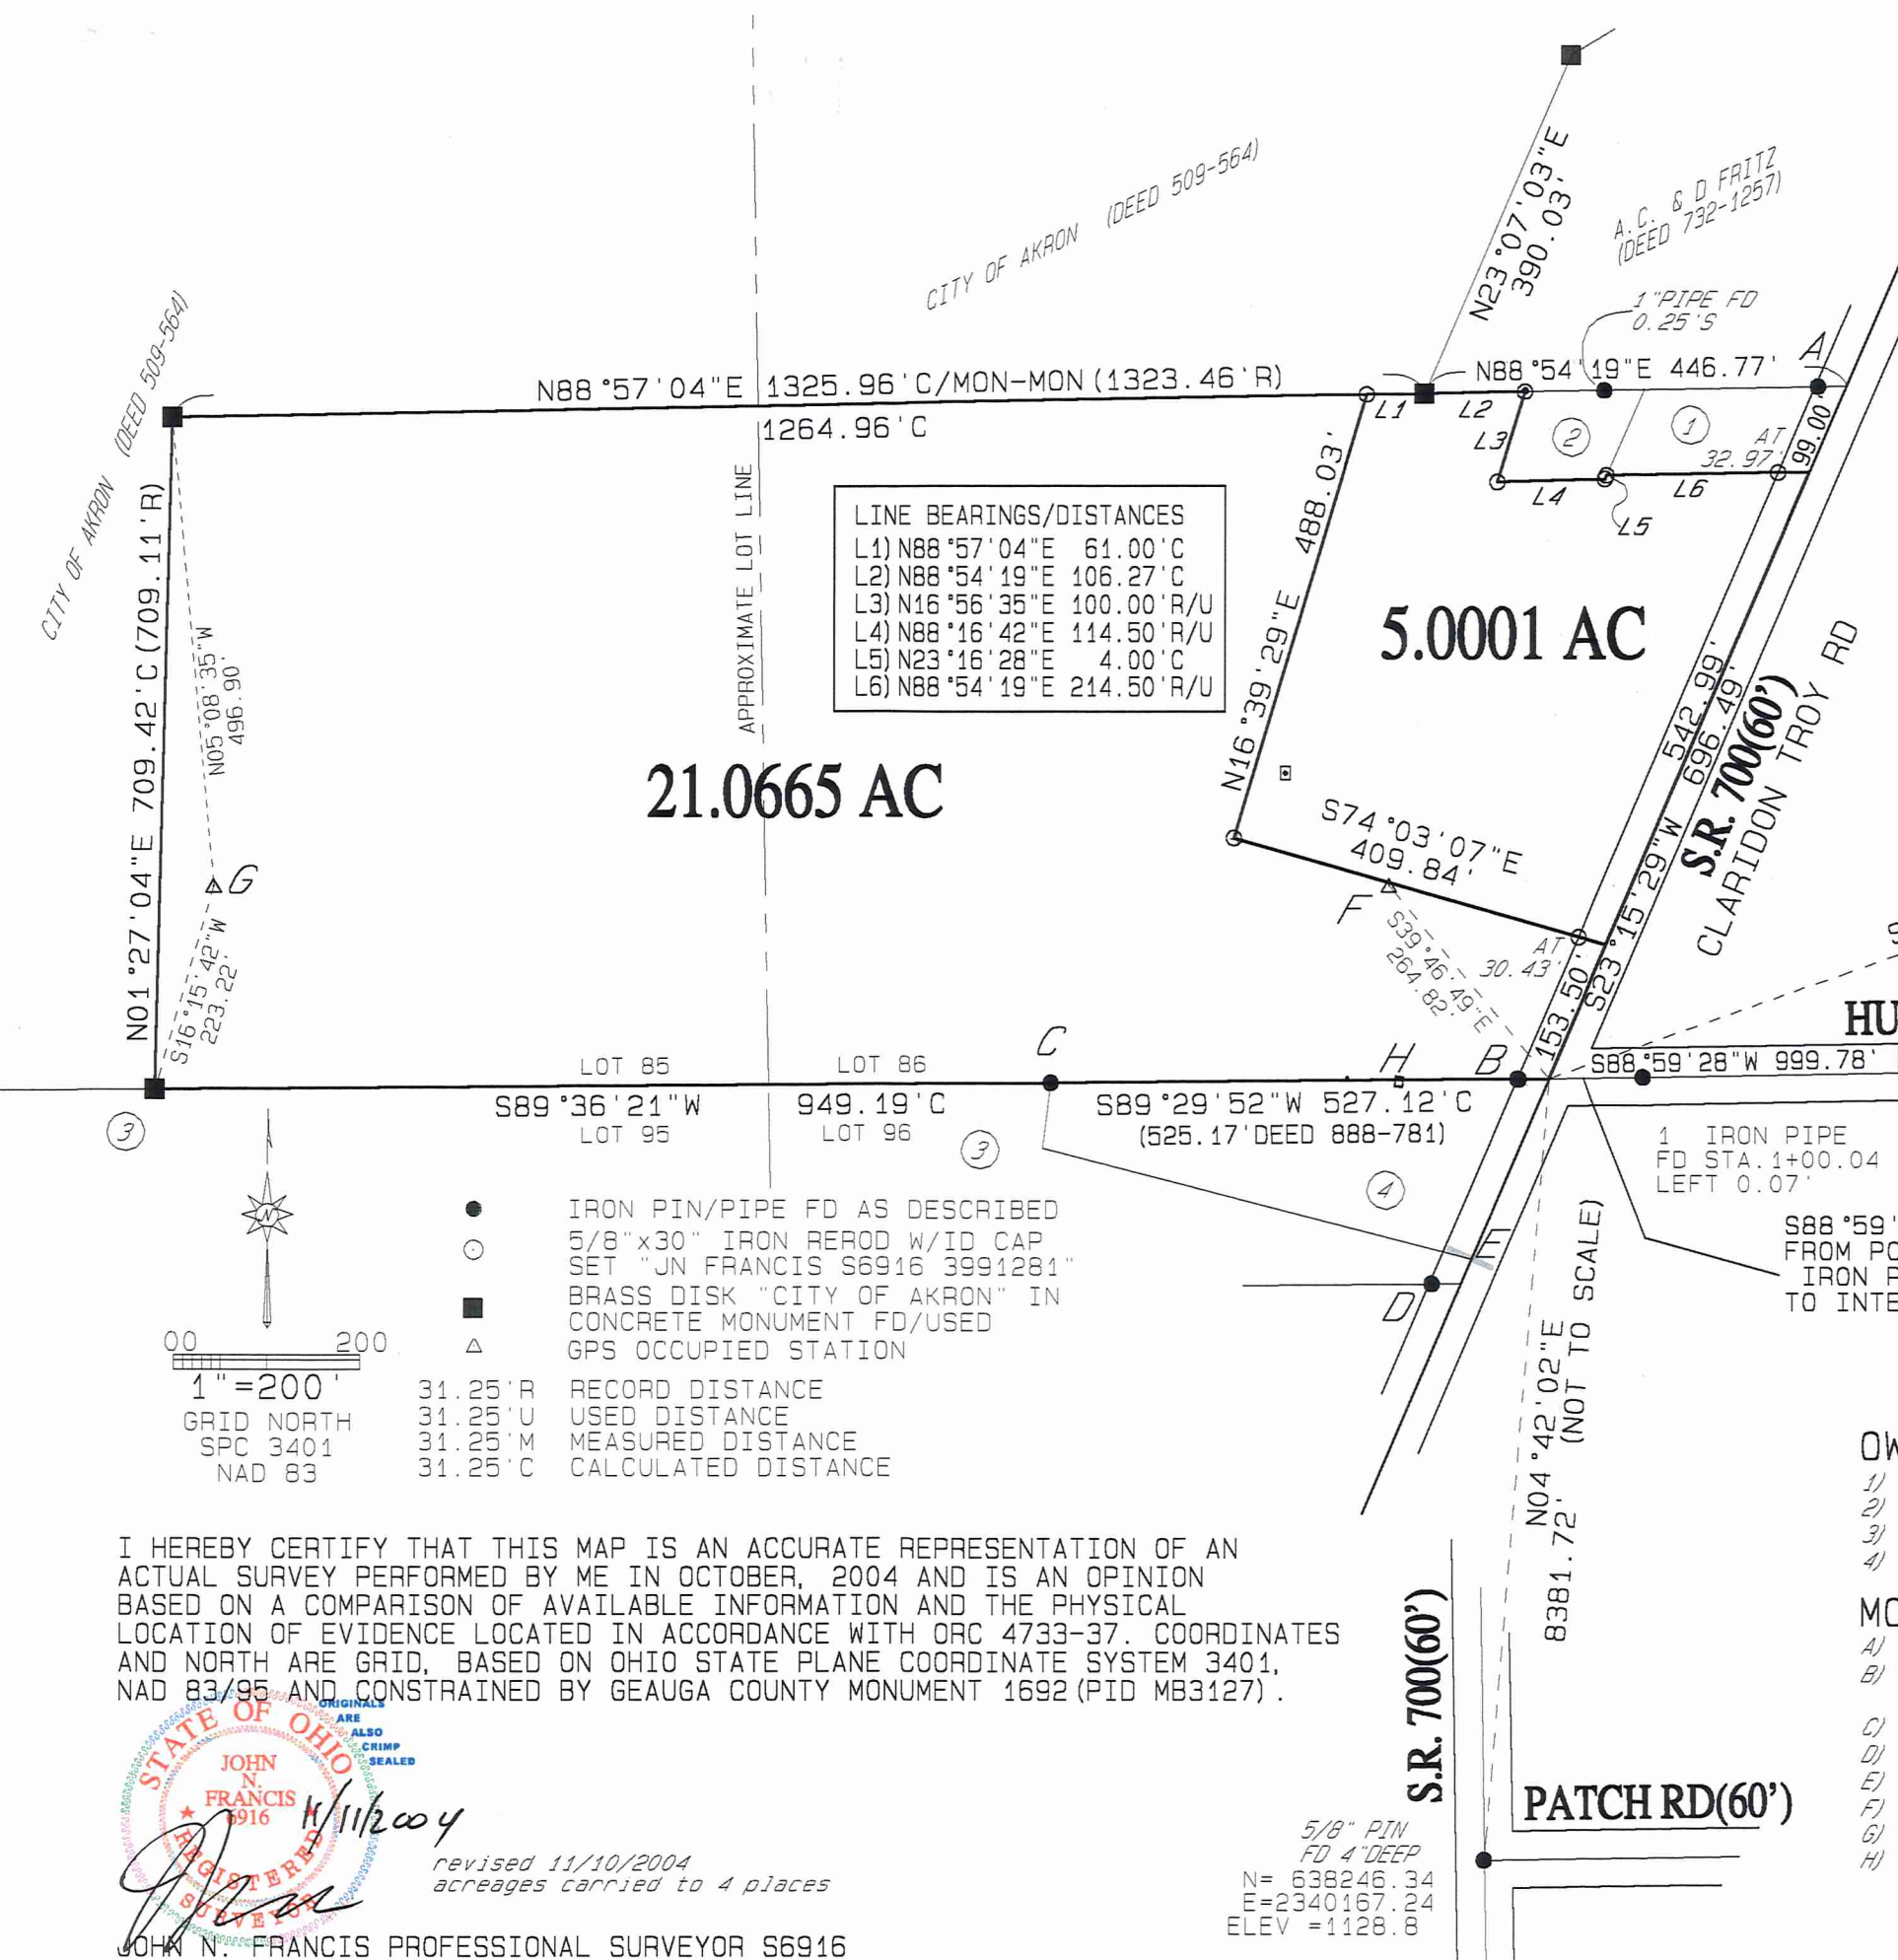 CITY OF AKRON (DEED 509-564)
CITY OF AKRON (DEED 509-564)
N23°07'03"E
390.03'
A.C. & D FRITZ
(DEED 732-1257)
1"PIPE FD
0.25'S
A
N88°57'04"E 1325.96'C/MON-MON(1323.46'R)
1264.96'C
N88°54'19"E 446.77'
L1
L2
L3
L4
L5
L6
2
1
AT
32.97'
99.00'
N01°27'04"E 709.42'C(709.11'R)
N05°08'35"W
496.90'
G
S16°15'42"W
223.22'
APPROXIMATE LOT LINE
LINE BEARINGS/DISTANCES
L1)N88°57'04"E 61.00'C
L2)N88°54'19"E 106.27'C
L3)N16°56'35"E 100.00'R/U
L4)N88°16'42"E 114.50'R/U
L5)N23°16'28"E 4.00'C
L6)N88°54'19"E 214.50'R/U
N16°39'29"E 488.03'
5.0001 AC
21.0665 AC
542.99'
696.49'
S23°15'29"W
S.R. 700(60')
CLARIDON TROY RD
S74°03'07"E
409.84'
F
S39°46'49"E
264.82'
AT
30.43'
153.50'
HU
S88°59'28"W 999.78'
LOT 85
LOT 86
C
H
B
S89°36'21"W 949.19'C
S89°29'52"W 527.12'C
(525.17'DEED 888-781)
LOT 95
LOT 96
3
3
4
1 IRON PIPE
FD STA.1+00.04
LEFT 0.07'
S88°59'
FROM PO
IRON P
TO INTE
E
D
N
IRON PIN/PIPE FD AS DESCRIBED
5/8"x30" IRON REROD W/ID CAP
SET "JN FRANCIS S6916 3991281"
BRASS DISK "CITY OF AKRON" IN
CONCRETE MONUMENT FD/USED
GPS OCCUPIED STATION
00 200
1"=200'
GRID NORTH
SPC 3401
NAD 83
31.25'R RECORD DISTANCE
31.25'U USED DISTANCE
31.25'M MEASURED DISTANCE
31.25'C CALCULATED DISTANCE
N04°42'02"E
8381.72' (NOT TO SCALE)
OW
1)
2)
3)
4)
MO
A)
B)
C)
D)
E)
F)
G)
H)
I HEREBY CERTIFY THAT THIS MAP IS AN ACCURATE REPRESENTATION OF AN
ACTUAL SURVEY PERFORMED BY ME IN OCTOBER, 2004 AND IS AN OPINION
BASED ON A COMPARISON OF AVAILABLE INFORMATION AND THE PHYSICAL
LOCATION OF EVIDENCE LOCATED IN ACCORDANCE WITH ORC 4733-37. COORDINATES
AND NORTH ARE GRID, BASED ON OHIO STATE PLANE COORDINATE SYSTEM 3401,
NAD 83/95 AND CONSTRAINED BY GEAUGA COUNTY MONUMENT 1692(PID MB3127).
STATE OF OHIO
JOHN
N.
FRANCIS
6916
REGISTERED
SURVEYOR
ORIGINALS
ARE
ALSO
CRIMP
SEALED
11/11/2004
revised 11/10/2004
acreages carried to 4 places
JOHN N. FRANCIS PROFESSIONAL SURVEYOR S6916
S.R. 700(60')
PATCH RD(60')
5/8" PIN
FD 4"DEEP
N= 638246.34
E=2340167.24
ELEV =1128.8